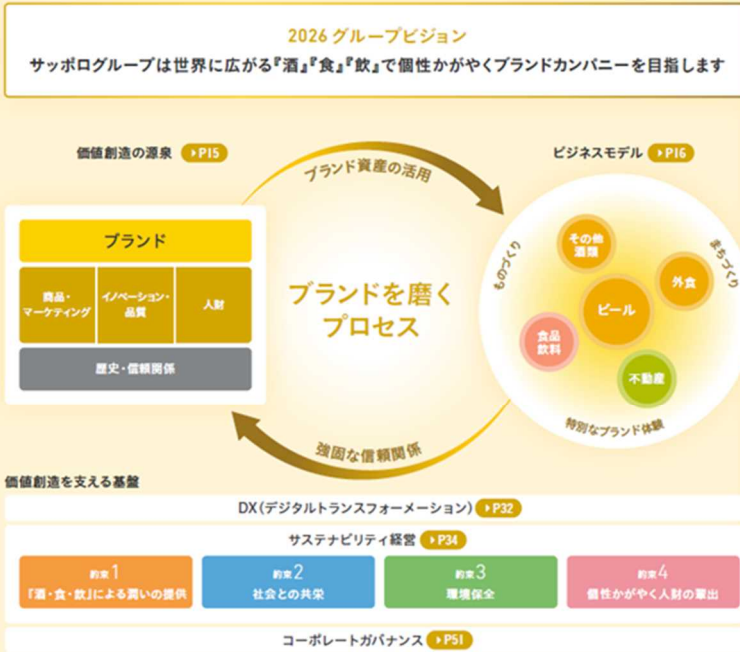 2026 グループビジョン
サッポログループは世界に広がる『酒』『食』『飲』で個性かがやくブランドカンパニーを目指します
価値創造の源泉 ▶P15
ビジネスモデル ▶P16
ブランド資産の活用
ブランド
商品・
マーケティング
イノベーション・
品質
人財
歴史・信頼関係
ブランドを磨く
プロセス
ものづくり
まちづくり
その他
酒類
外食
ビール
食品
飲料
不動産
特別なブランド体験
強固な信頼関係
価値創造を支える基盤
DX（デジタルトランスフォーメーション） ▶P32
サステナビリティ経営 ▶P34
約束1
『酒・食・飲』による潤いの提供
約束2
社会との共栄
約束3
環境保全
約束4
個性かがやく人財の輩出
コーポレートガバナンス ▶P51